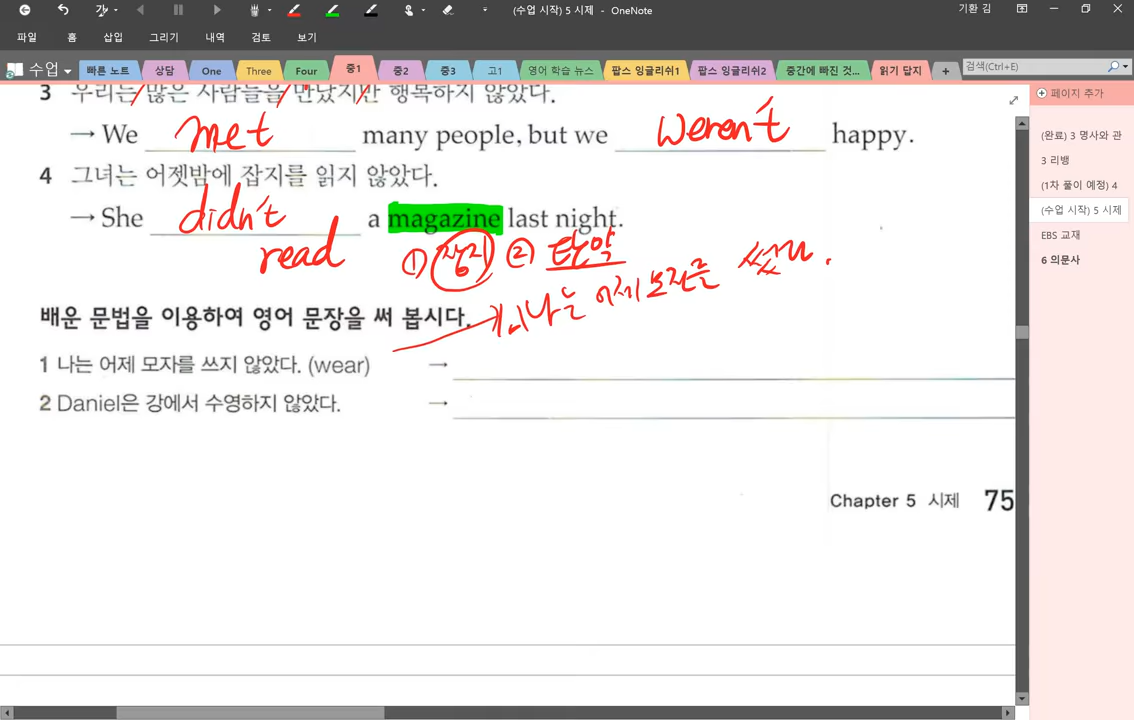 (수업 시작) 5 시제 - OneNote
기환 김
파일 홈 삽입 그리기 내역 검토 보기
수업 빠른 노트 상담 One Three Four 중1 중2 중3 고1 영어 학습 뉴스 팝스 잉글리쉬1 팝스 잉글리쉬2 중간에 빠진 것... 읽기 답지 + 검색(Ctrl+E)
페이지 추가
(완료) 3 명사와 관
3 리뱅
(1차 풀이 예정) 4
(수업 시작) 5 시제
EBS 교재
6 의문사
3 우리는 많은 사람들을 만났지만 행복하지 않았다.
→ We met many people, but we weren't happy.
4 그녀는 어젯밤에 잡지를 읽지 않았다.
→ She didn't read a magazine last night.
① 잡지 ② 탄약
나는 어제 모자를 썼다.
배운 문법을 이용하여 영어 문장을 써 봅시다.
1 나는 어제 모자를 쓰지 않았다. (wear) →
2 Daniel은 강에서 수영하지 않았다. →
Chapter 5 시제 75